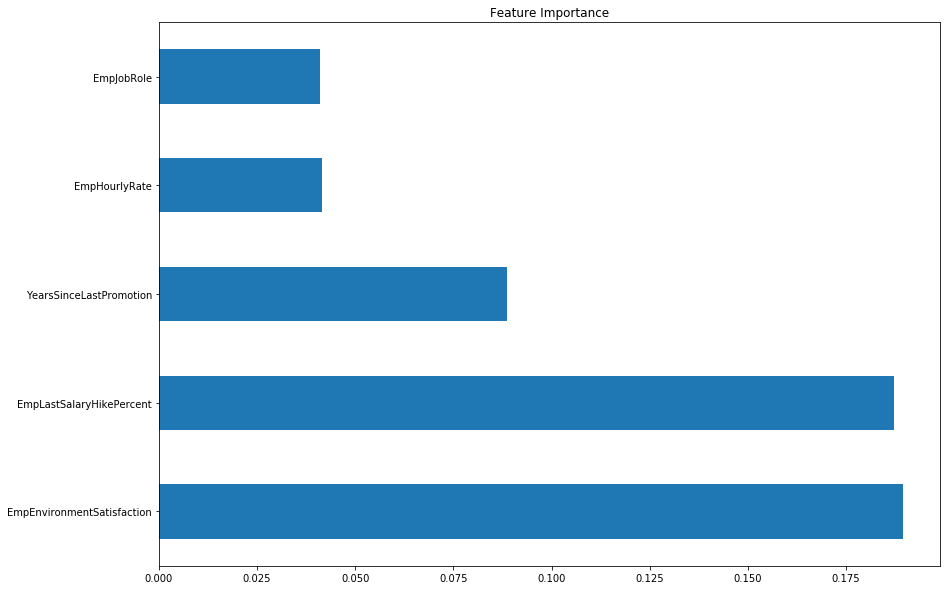 Feature Importance
EmpJobRole
EmpHourlyRate
YearsSinceLastPromotion
EmpLastSalaryHikePercent
EmpEnvironmentSatisfaction
0.000 0.025 0.050 0.075 0.100 0.125 0.150 0.175